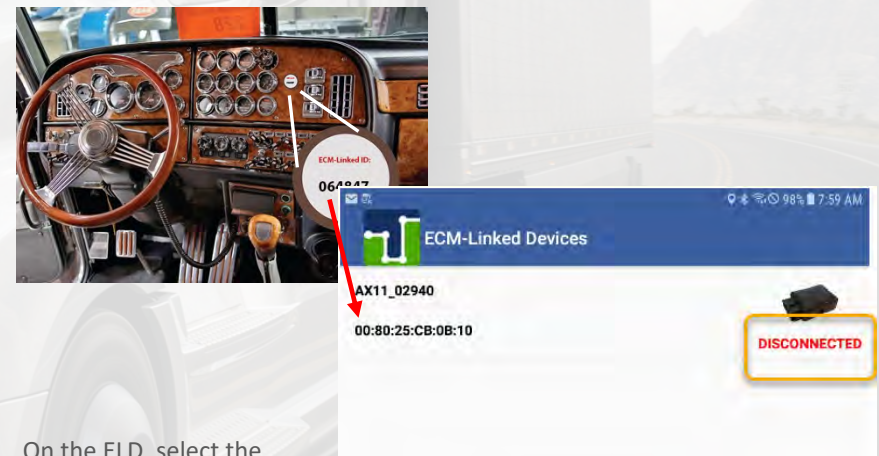 ECM-Linked ID:
064847
98% 7:59 AM
ECM-Linked Devices
AX11_02940
00:80:25:CB:0B:10
DISCONNECTED
On the ELD, select the